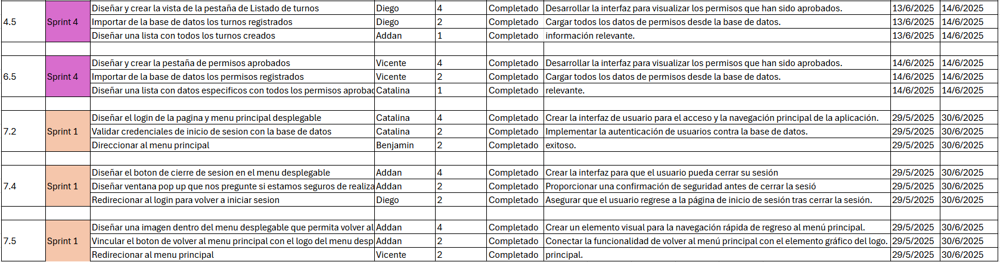 Diseñar y crear la vista de la pestaña de Listado de turnos Diego 4 Completado Desarrollar la interfaz para visualizar los permisos que han sido aprobados. 13/6/2025 14/6/2025
4.5 Sprint 4 Importar de la base de datos los turnos registrados Diego 2 Completado Cargar todos los datos de permisos desde la base de datos. 13/6/2025 14/6/2025
Diseñar una lista con todos los turnos creados Addan 1 Completado información relevante. 13/6/2025 14/6/2025
Diseñar y crear la pestaña de permisos aprobados Vicente 4 Completado Desarrollar la interfaz para visualizar los permisos que han sido aprobados. 14/6/2025 14/6/2025
6.5 Sprint 4 Importar de la base de datos los permisos registrados Vicente 2 Completado Cargar todos los datos de permisos desde la base de datos. 14/6/2025 14/6/2025
Diseñar una lista con datos especificos con todos los permisos aprobad Catalina 1 Completado relevante. 14/6/2025 14/6/2025
Diseñar el login de la pagina y menu principal desplegable Catalina 4 Completado Crear la interfaz de usuario para el acceso y la navegación principal de la aplicación. 29/5/2025 30/6/2025
7.2 Sprint 1 Validar credenciales de inicio de sesion con la base de datos Catalina 2 Completado Implementar la autenticación de usuarios contra la base de datos. 29/5/2025 30/6/2025
Direccionar al menu principal Benjamin 2 Completado exitoso. 29/5/2025 30/6/2025
Diseñar el boton de cierre de sesion en el menu desplegable Addan 4 Completado Crear la interfaz para que el usuario pueda cerrar su sesión 29/5/2025 30/6/2025
7.4 Sprint 1 Diseñar ventana pop up que nos pregunte si estamos seguros de realiza Addan 2 Completado Proporcionar una confirmación de seguridad antes de cerrar la sesió 29/5/2025 30/6/2025
Redirecionar al login para volver a iniciar sesion Diego 2 Completado Asegurar que el usuario regrese a la página de inicio de sesión tras cerrar la sesión. 29/5/2025 30/6/2025
Diseñar una imagen dentro del menu desplegable que permita volver al Addan 4 Completado Crear un elemento visual para la navegación rápida de regreso al menú principal. 29/5/2025 30/6/2025
7.5 Sprint 1 Vincular el boton de volver al menu principal con el logo del menu desp Addan 2 Completado Conectar la funcionalidad de volver al menú principal con el elemento gráfico del logo. 29/5/2025 30/6/2025
Redirecionar al menu principal Vicente 2 Completado principal. 29/5/2025 30/6/2025